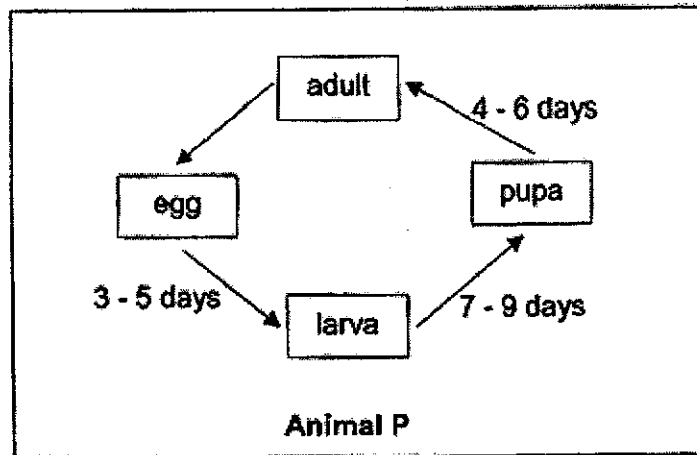 adult
4 - 6 days
egg
pupa
3 - 5 days
larva
7 - 9 days
Animal P